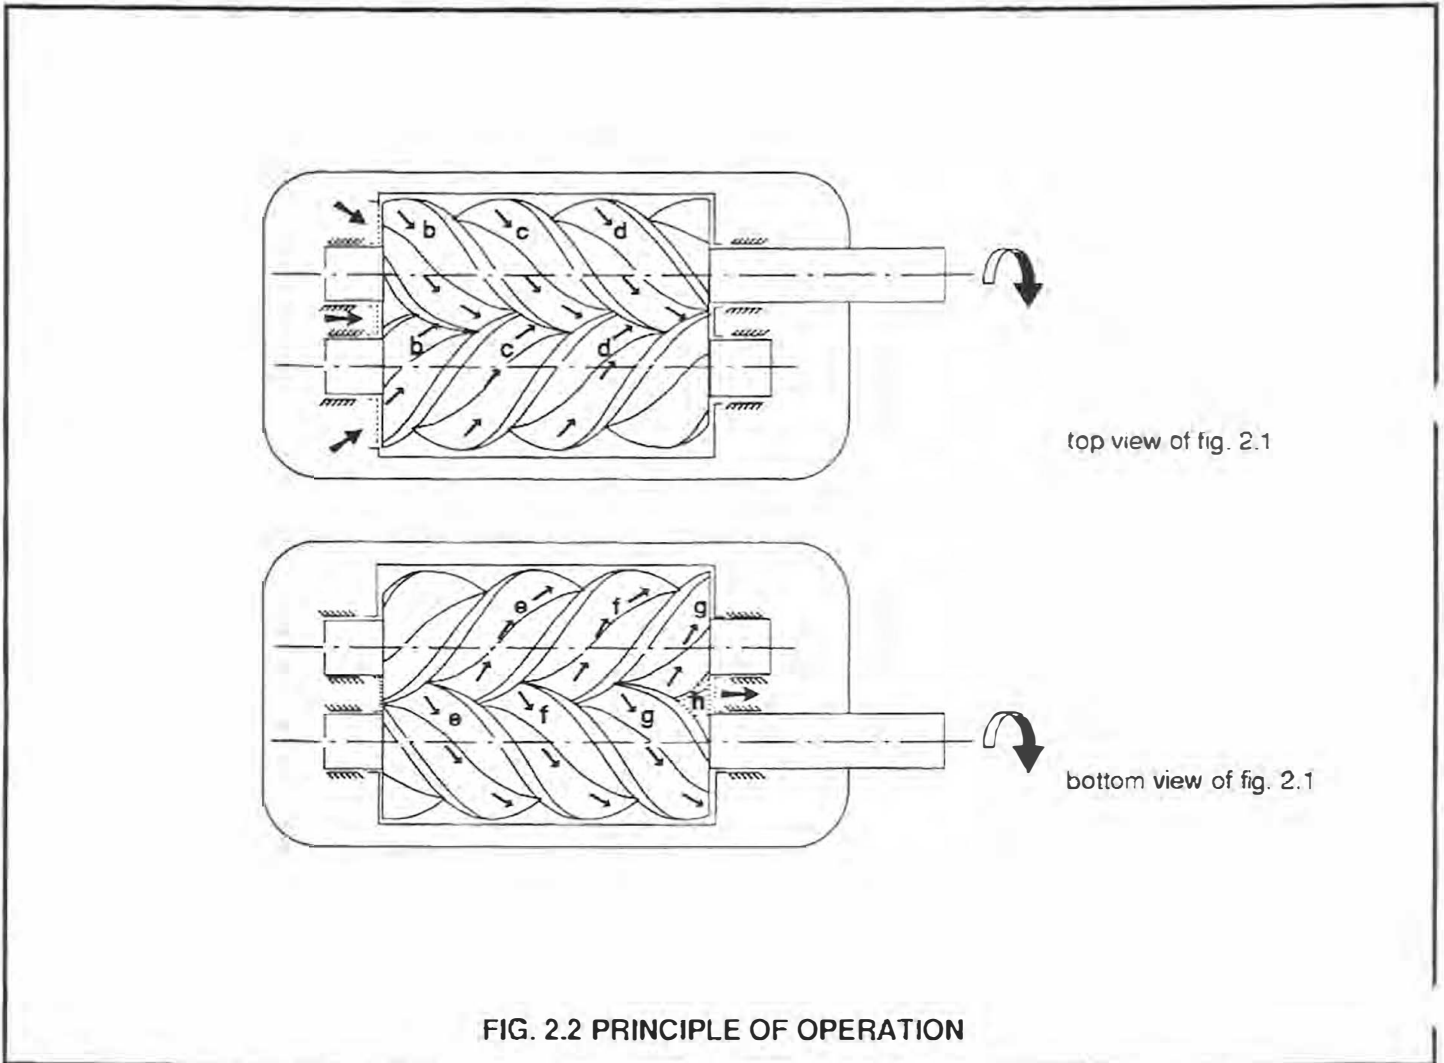 b c d
b c d
top view of fig. 2.1
e f g
h
e f g
bottom view of fig. 2.1
FIG. 2.2 PRINCIPLE OF OPERATION